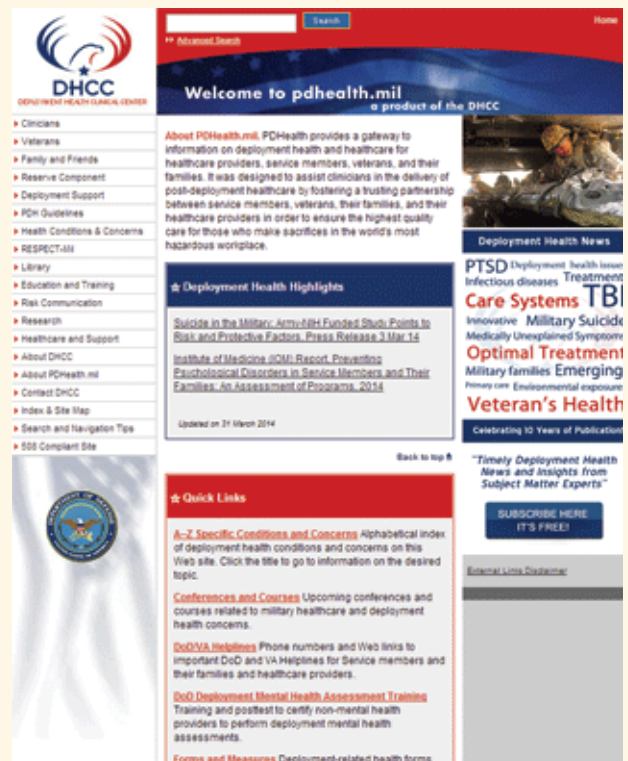 Search
Home
Advanced Search
DHCC
DEPLOYMENT HEALTH CLINICAL CENTER
Welcome to pdhealth.mil
a product of the DHCC
Clinicians
Veterans
Family and Friends
Reserve Component
Deployment Support
PDH Guidelines
Health Conditions & Concerns
RESPECT-Mil
Library
Education and Training
Risk Communication
Research
Healthcare and Support
About DHCC
About PDHealth.mil
Contact DHCC
Index & Site Map
Search and Navigation Tips
508 Compliant Site
About PDHealth.mil. PDHealth provides a gateway to
information on deployment health and healthcare for
healthcare providers, service members, veterans, and their
families. It was designed to assist clinicians in the delivery of
post-deployment healthcare by fostering a trusting partnership
between service members, veterans, their families, and their
healthcare providers in order to ensure the highest quality
care for those who make sacrifices in the world's most
hazardous workplace.
Deployment Health Highlights
Suicide in the Military: Army-NIH Funded Study Points to
Risk and Protective Factors, Press Release 3 Mar 14
Institute of Medicine (IOM) Report, Preventing
Psychological Disorders in Service Members and Their
Families: An Assessment of Programs, 2014
Updated on 31 March 2014
Back to top
Quick Links
A–Z Specific Conditions and Concerns Alphabetical index
of deployment health conditions and concerns on this
Web site. Click the title to go to information on the desired
topic.
Conferences and Courses Upcoming conferences and
courses related to military healthcare and deployment
health concerns.
DoD/VA Helplines Phone numbers and Web links to
important DoD and VA Helplines for Service members and
their families and healthcare providers.
DoD Deployment Mental Health Assessment Training
Training and posttest to certify non-mental health
providers to perform deployment mental health
assessments.
Forms and Measures Deployment-related health forms
Deployment Health News
PTSD Deployment health issue
Infectious diseases Treatment
Care Systems TBI
Innovative Military Suicide
Medically Unexplained Symptoms
Optimal Treatment
Military families Emerging
Primary care Environmental exposure
Veteran's Health
Celebrating 10 Years of Publication!
"Timely Deployment Health
News and Insights from
Subject Matter Experts"
SUBSCRIBE HERE
IT'S FREE!
External Links Disclaimer